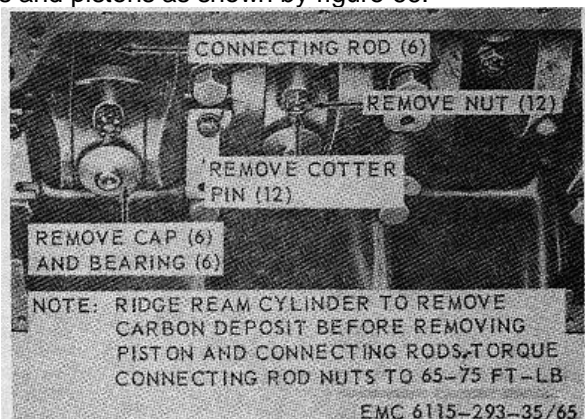 and pistons as shown by figure
CONNECTING ROD (6)
REMOVE NUT (12)
REMOVE COTTER
PIN (12)
REMOVE CAP (6)
AND BEARING (6)
NOTE: RIDGE REAM CYLINDER TO REMOVE
CARBON DEPOSIT BEFORE REMOVING
PISTON AND CONNECTING RODS, TORQUE
CONNECTING ROD NUTS TO 65-75 FT-LB
EMC 6115-293-35/65